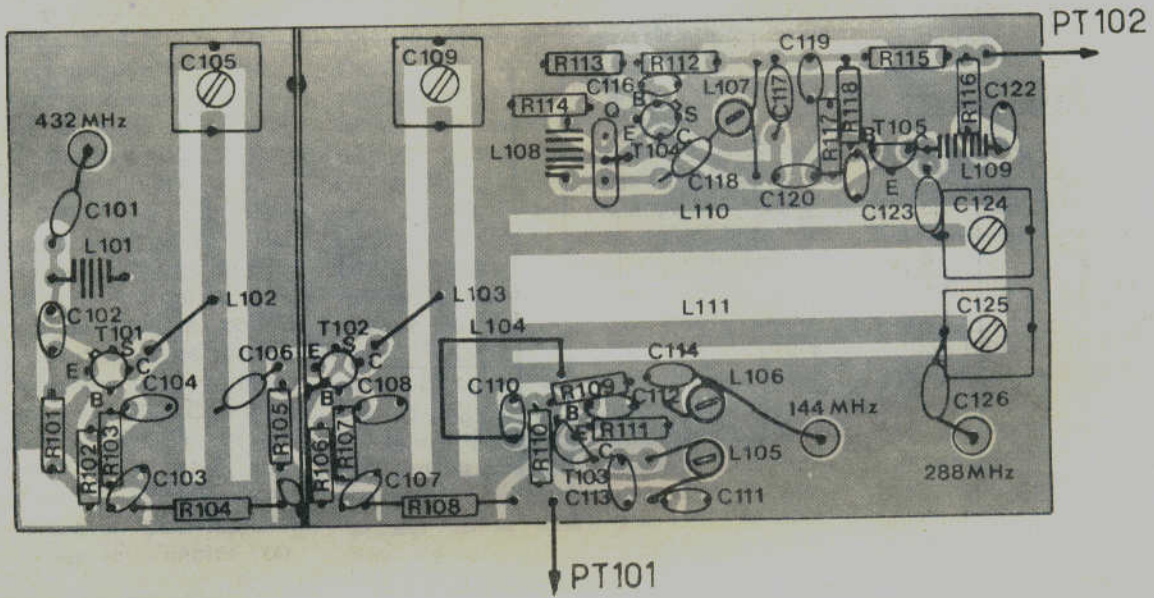 PT102
C105
C109
C119
R113
R112
R115
C116
L107
C117
R118
R116
C122
432 MHz
R114
Q
B
S
E
C
R117
T105
B
L108
T104
C118
C120
E
L109
C101
C123
C124
L110
L101
L102
L103
L111
C125
C102
T101
S
E
C
B
C106
T102
E
S
C
B
L104
C114
C104
C108
C110
R109
B
C112
L106
144 MHz
C126
R101
R102
R103
R105
R106
R107
R110
E
R111
C
L105
T103
288MHz
C103
C107
C113
C111
R104
R108
PT101